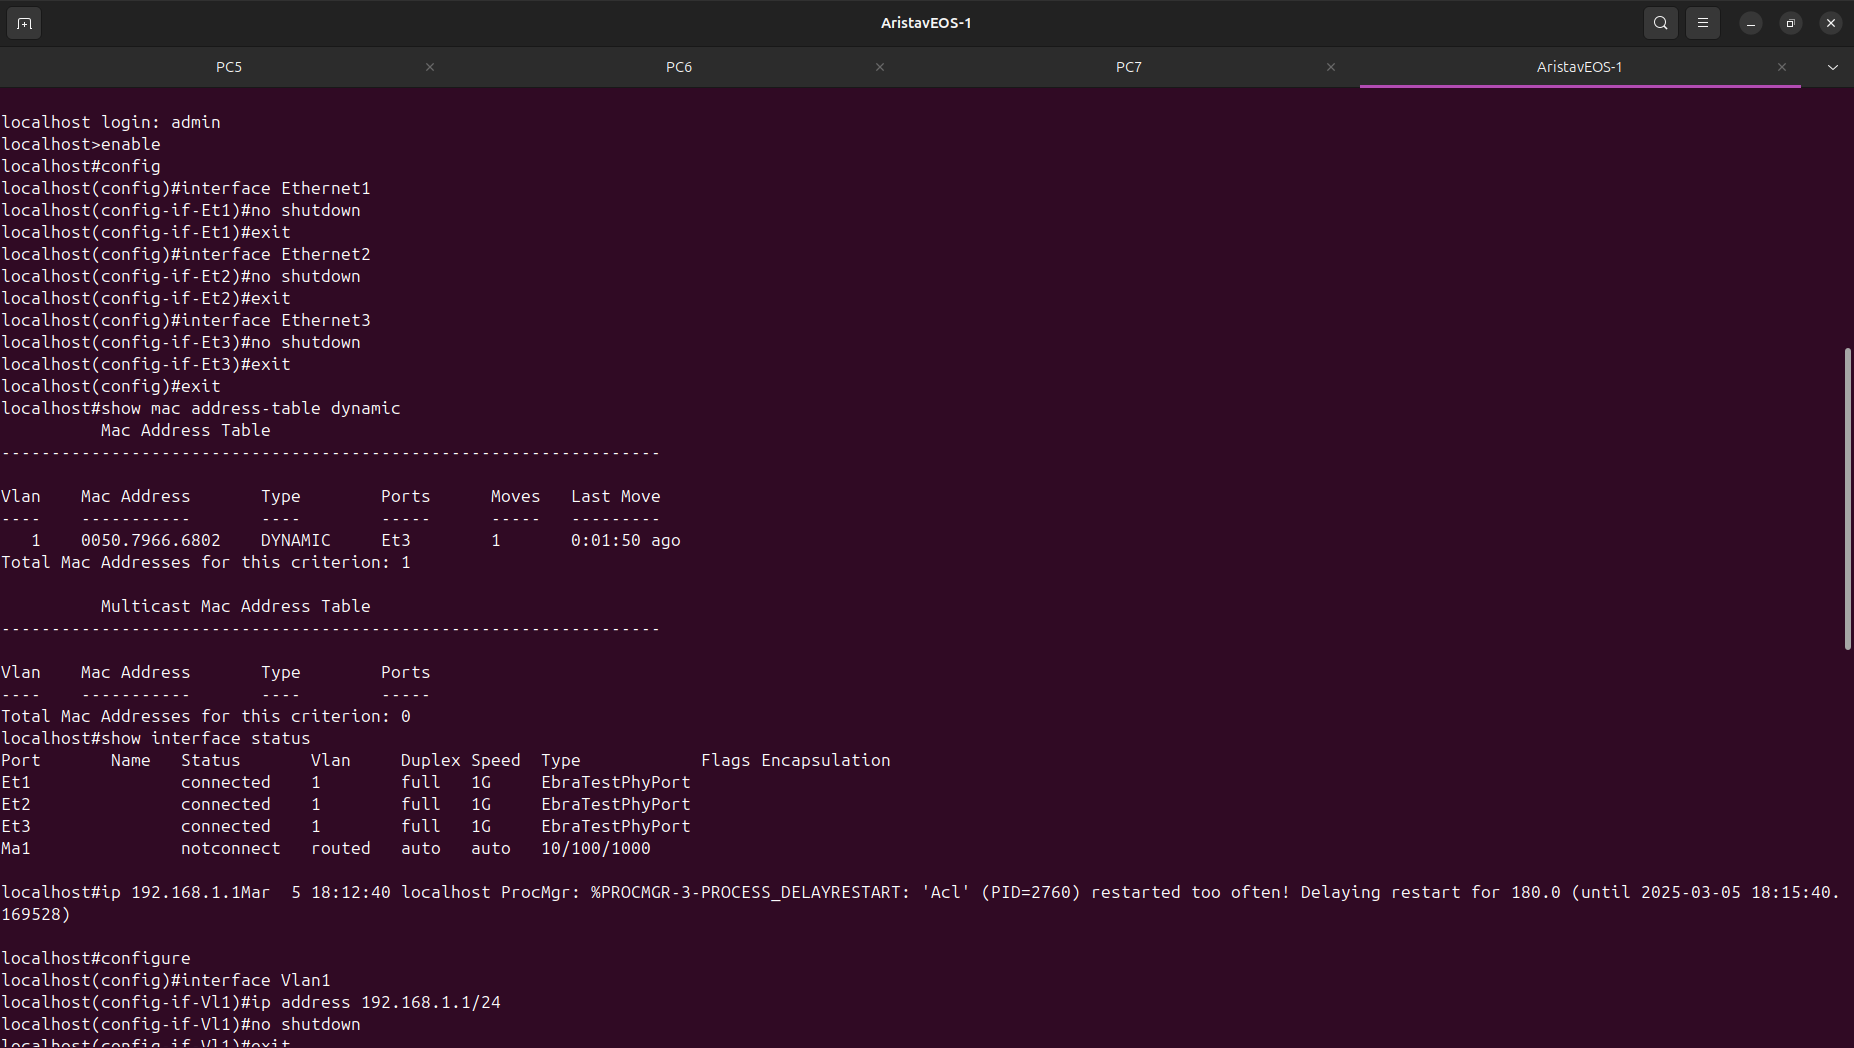 AristavEOS-1
PC5 PC6 PC7 AristavEOS-1
localhost login: admin
localhost>enable
localhost#config
localhost(config)#interface Ethernet1
localhost(config-if-Et1)#no shutdown
localhost(config-if-Et1)#exit
localhost(config)#interface Ethernet2
localhost(config-if-Et2)#no shutdown
localhost(config-if-Et2)#exit
localhost(config)#interface Ethernet3
localhost(config-if-Et3)#no shutdown
localhost(config-if-Et3)#exit
localhost(config)#exit
localhost#show mac address-table dynamic
          Mac Address Table
------------------------------------------------------------------

Vlan    Mac Address       Type        Ports      Moves   Last Move
----    -----------       ----        -----      -----   ---------
   1    0050.7966.6802    DYNAMIC     Et3        1       0:01:50 ago
Total Mac Addresses for this criterion: 1

          Multicast Mac Address Table
------------------------------------------------------------------

Vlan    Mac Address       Type        Ports
----    -----------       ----        -----
Total Mac Addresses for this criterion: 0
localhost#show interface status
Port       Name   Status       Vlan     Duplex Speed  Type            Flags Encapsulation
Et1               connected    1        full   1G     EbraTestPhyPort
Et2               connected    1        full   1G     EbraTestPhyPort
Et3               connected    1        full   1G     EbraTestPhyPort
Ma1               notconnect   routed   auto   auto   10/100/1000

localhost#ip 192.168.1.1Mar  5 18:12:40 localhost ProcMgr: %PROCMGR-3-PROCESS_DELAYRESTART: 'Acl' (PID=2760) restarted too often! Delaying restart for 180.0 (until 2025-03-05 18:15:40.
169528)

localhost#configure
localhost(config)#interface Vlan1
localhost(config-if-Vl1)#ip address 192.168.1.1/24
localhost(config-if-Vl1)#no shutdown
localhost(config-if-Vl1)#exit